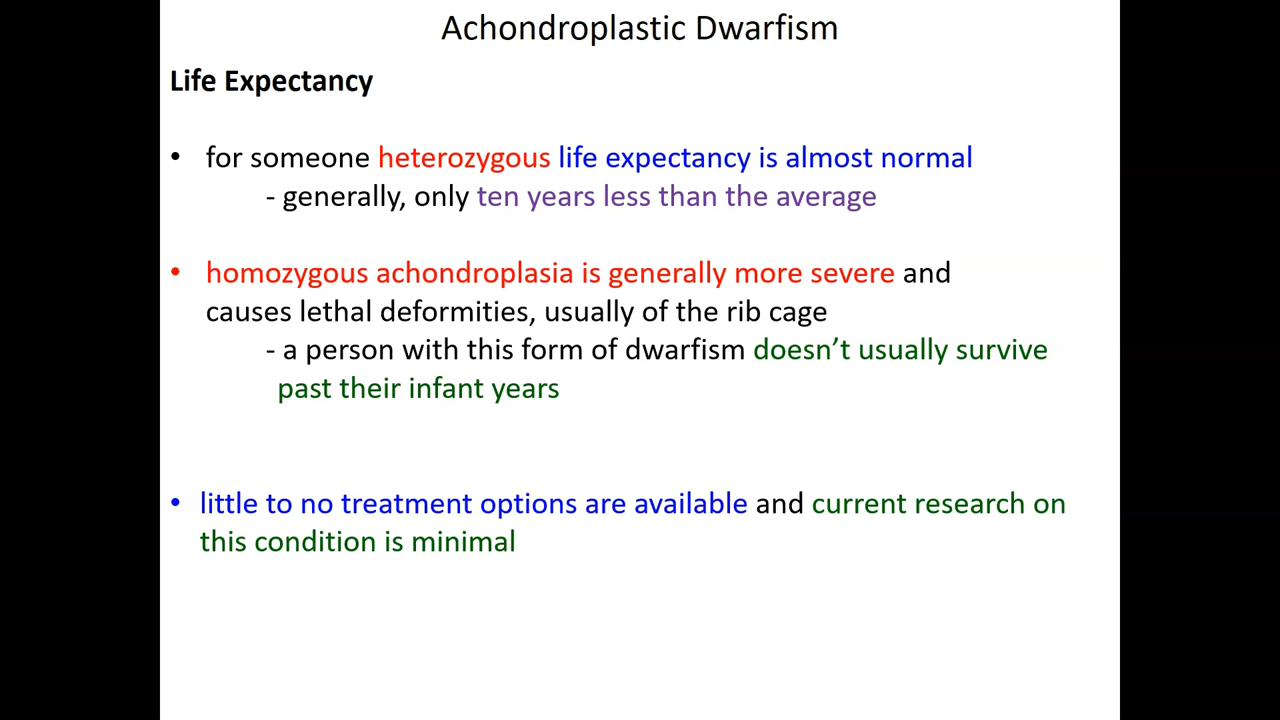 Achondroplastic Dwarfism
Life Expectancy
• for someone heterozygous life expectancy is almost normal
- generally, only ten years less than the average
• homozygous achondroplasia is generally more severe and
causes lethal deformities, usually of the rib cage
- a person with this form of dwarfism doesn’t usually survive
past their infant years
• little to no treatment options are available and current research on
this condition is minimal